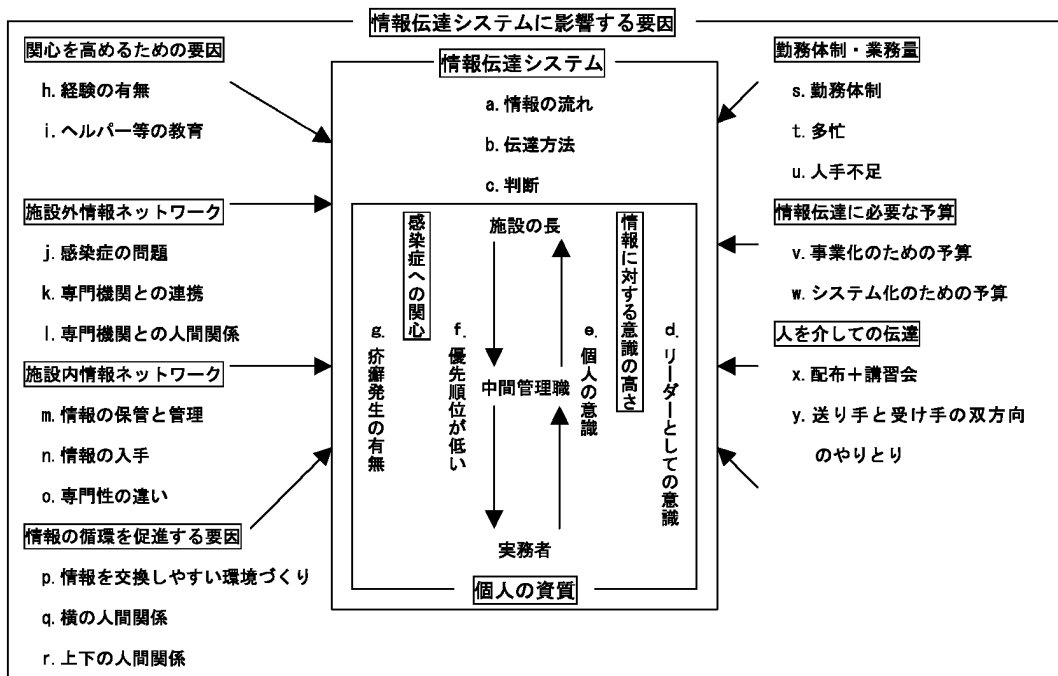 情報伝達システムに影響する要因
関心を高めるための要因
h. 経験の有無
i. ヘルパー等の教育
施設外情報ネットワーク
j. 感染症の問題
k. 専門機関との連携
l. 専門機関との人間関係
施設内情報ネットワーク
m. 情報の保管と管理
n. 情報の入手
o. 専門性の違い
情報の循環を促進する要因
p. 情報を交換しやすい環境づくり
q. 横の人間関係
r. 上下の人間関係
情報伝達システム
a. 情報の流れ
b. 伝達方法
c. 判断
施設の長
中間管理職
実務者
情報に対する意識の高さ
d. リーダーとしての意識
e. 個人の意識
感染症への関心
f. 優先順位が低い
g. 疥癬発生の有無
個人の資質
勤務体制・業務量
s. 勤務体制
t. 多忙
u. 人手不足
情報伝達に必要な予算
v. 事業化のための予算
w. システム化のための予算
人を介しての伝達
x. 配布＋講習会
y. 送り手と受け手の双方向
のやりとり